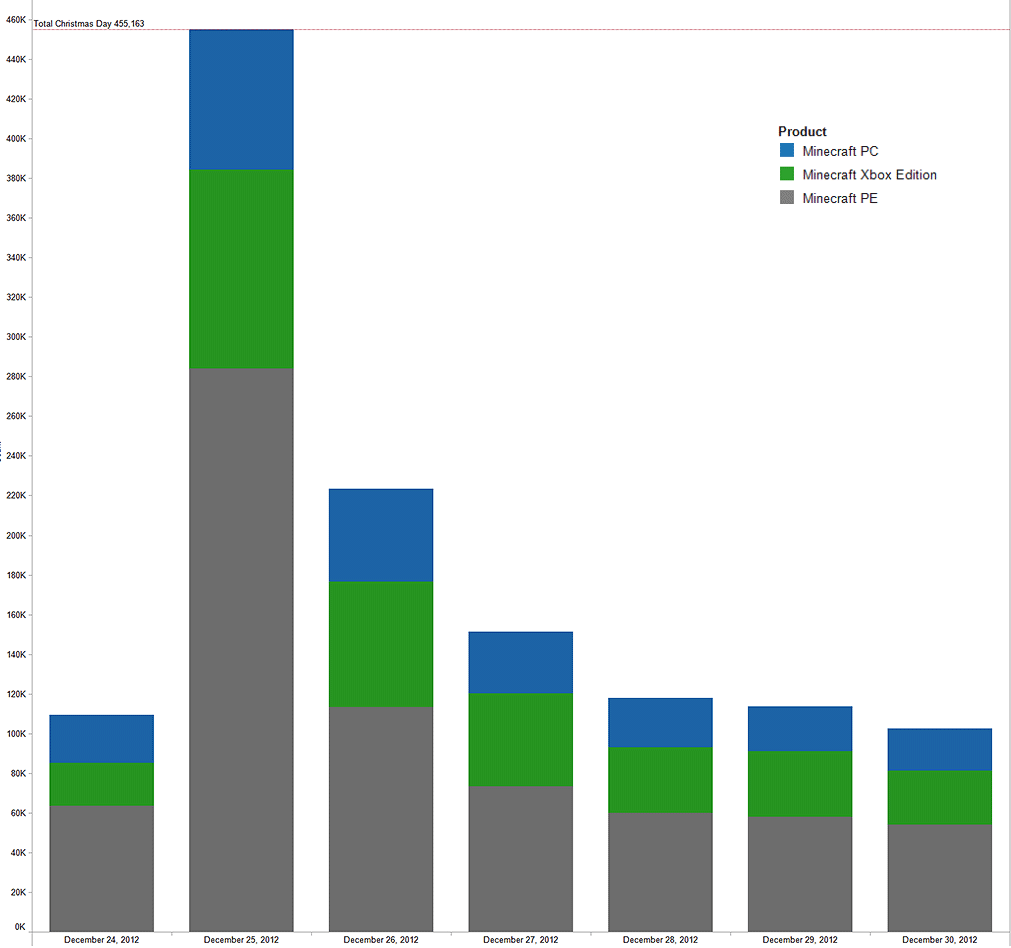 460K
Total Christmas Day 455,163
440K
420K
400K
380K
360K
340K
320K
300K
280K
260K
240K
220K
200K
180K
160K
140K
120K
100K
80K
60K
40K
20K
0K
Product
Minecraft PC
Minecraft Xbox Edition
Minecraft PE
December 24, 2012
December 25, 2012
December 26, 2012
December 27, 2012
December 28, 2012
December 29, 2012
December 30, 2012